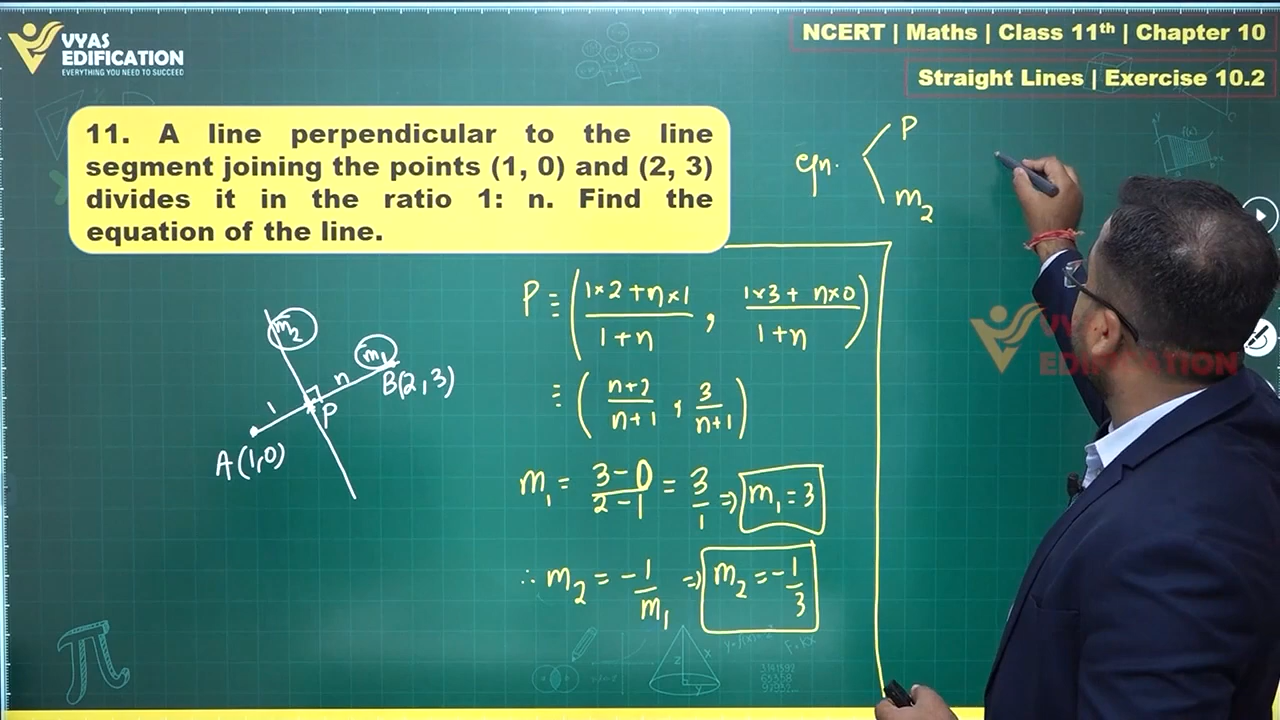 VYAS
EDIFICATION
EVERYTHING YOU NEED TO SUCCEED
NCERT | Maths | Class 11th | Chapter 10
Straight Lines | Exercise 10.2
11. A line perpendicular to the line
segment joining the points (1, 0) and (2, 3)
divides it in the ratio 1: n. Find the
equation of the line.
eqn. < P
m₂
P ≡ ( (1×2+n×1)/(1+n) , (1×3+n×0)/(1+n) )
≡ ( (n+2)/(n+1) , 3/(n+1) )
m₁ = (3-0)/(2-1) = 3/1 ⇒ m₁ = 3
∴ m₂ = -1/m₁ ⇒ m₂ = -1/3
m₂
m₁
n
B(2,3)
1
P
A(1,0)
VYAS
EDIFICATION